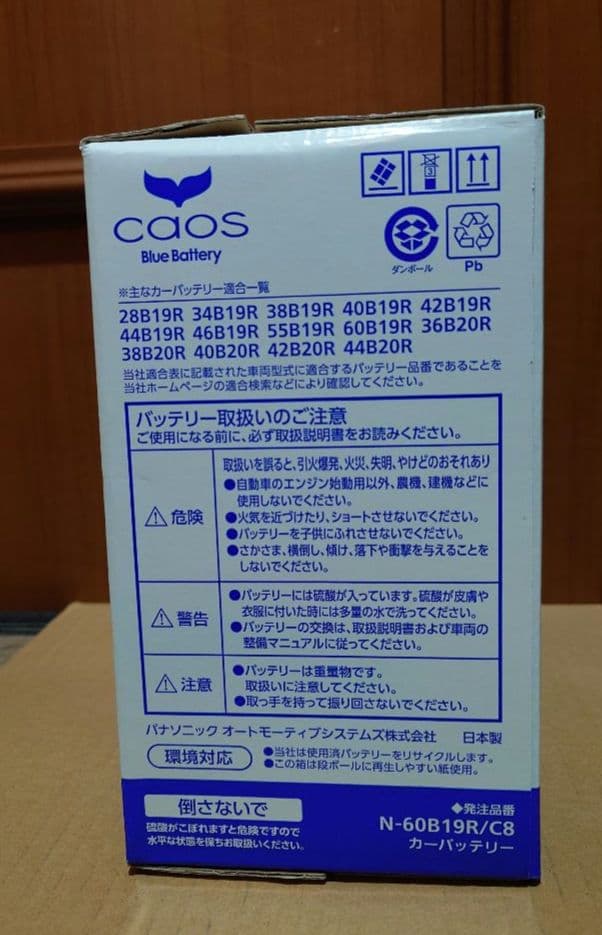 caos
Blue Battery
3
ダンボール
Pb
※主なカーバッテリー適合一覧
28B19R 34B19R 38B19R 40B19R 42B19R
44B19R 46B19R 55B19R 60B19R 36B20R
38B20R 40B20R 42B20R 44B20R
当社適合表に記載された車両型式に適合するバッテリー品番であることを
当社ホームページの適合検索などにより確認してください。
バッテリー取扱いのご注意
ご使用になる前に、必ず取扱説明書をお読みください。
危険
取扱いを誤ると、引火爆発、火災、失明、やけどのおそれあり
●自動車のエンジン始動用以外、農機、建機などに
使用しないでください。
●火気を近づけたり、ショートさせないでください。
●バッテリーを子供にふれさせないでください。
●さかさま、横倒し、傾け、落下や衝撃を与えることを
しないでください。
警告
●バッテリーには硫酸が入っています。硫酸が皮膚や
衣服に付いた時には多量の水で洗ってください。
●バッテリーの交換は、取扱説明書および車両の
整備マニュアルに従ってください。
注意
●バッテリーは重量物です。
取扱いに注意してください。
●取っ手を持って振り回さないでください。
パナソニック オートモーティブシステムズ株式会社 日本製
環境対応
●当社は使用済バッテリーをリサイクルします。
●この箱は段ボールに再生しやすい紙使用。
倒さないで
硫酸がこぼれますと危険ですので
水平な状態を保ちお取扱いください。
◆発注品番
N-60B19R/C8
カーバッテリー